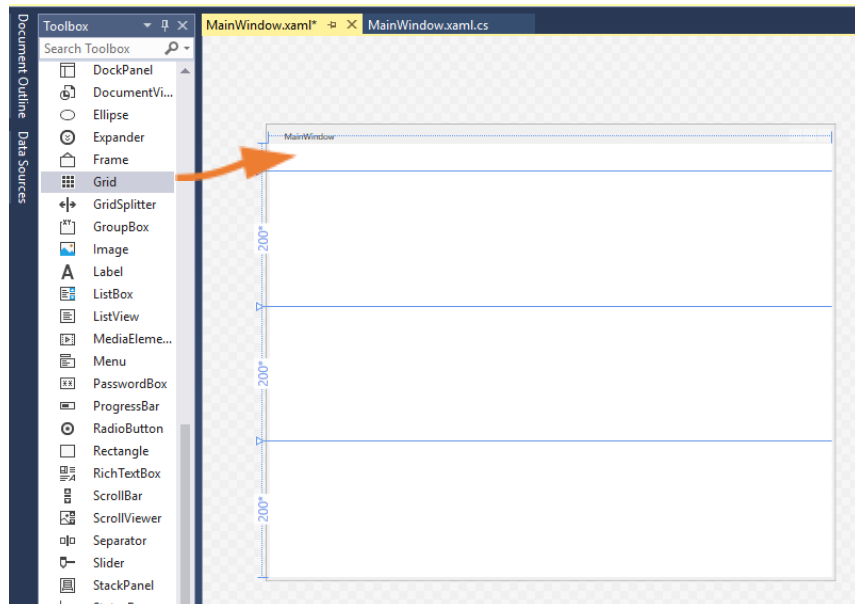 Document Outline
Data Sources
Toolbox
Search Toolbox
DockPanel
DocumentVi...
Ellipse
Expander
Frame
Grid
GridSplitter
GroupBox
Image
Label
ListBox
ListView
MediaEleme...
Menu
PasswordBox
ProgressBar
RadioButton
Rectangle
RichTextBox
ScrollBar
ScrollViewer
Separator
Slider
StackPanel
MainWindow.xaml* MainWindow.xaml.cs
MainWindow
200*
200*
200*